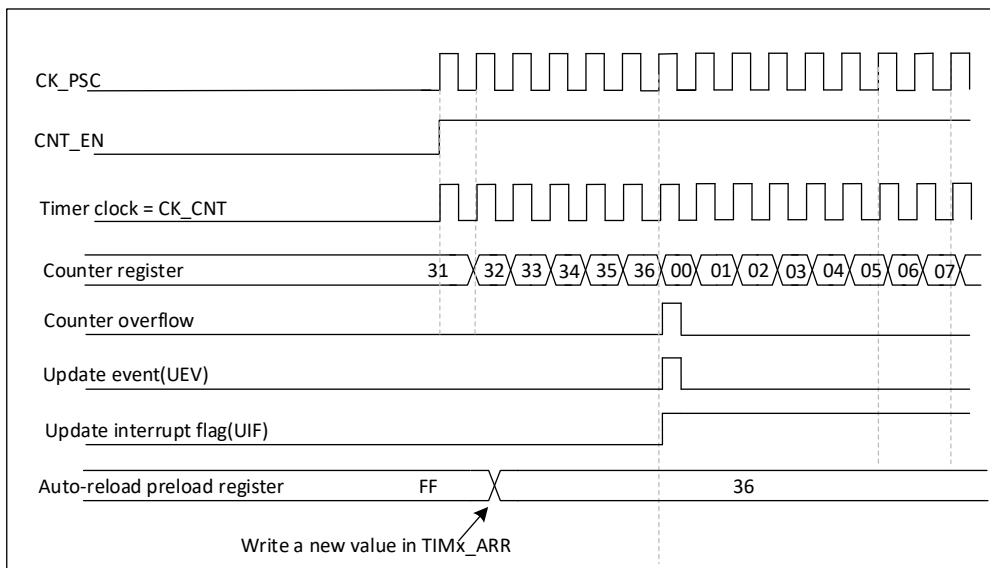 CK_PSC
CNT_EN
Timer clock = CK_CNT
Counter register 31 32 33 34 35 36 00 01 02 03 04 05 06 07
Counter overflow
Update event(UEV)
Update interrupt flag(UIF)
Auto-reload preload register FF 36
Write a new value in TIMx_ARR